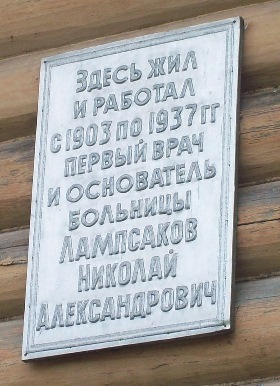 Здесь жил
и работал
с 1903 по 1937 гг
первый врач
и основатель
больницы
Лампсаков
Николай
Александрович